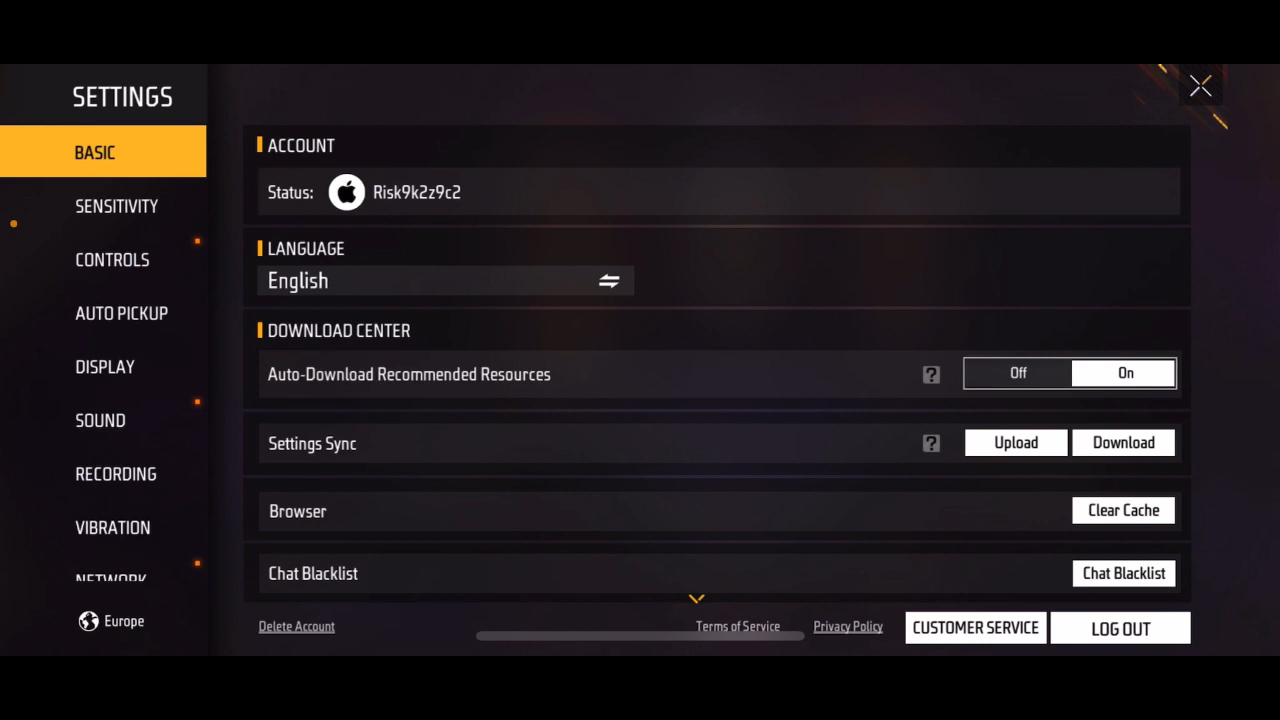 SETTINGS
BASIC
SENSITIVITY
CONTROLS
AUTO PICKUP
DISPLAY
SOUND
RECORDING
VIBRATION
NETWORK
Europe
ACCOUNT
Status: Risk9k2z9c2
LANGUAGE
English
DOWNLOAD CENTER
Auto-Download Recommended Resources ? Off On
Settings Sync ? Upload Download
Browser Clear Cache
Chat Blacklist Chat Blacklist
Delete Account Terms of Service Privacy Policy CUSTOMER SERVICE LOG OUT